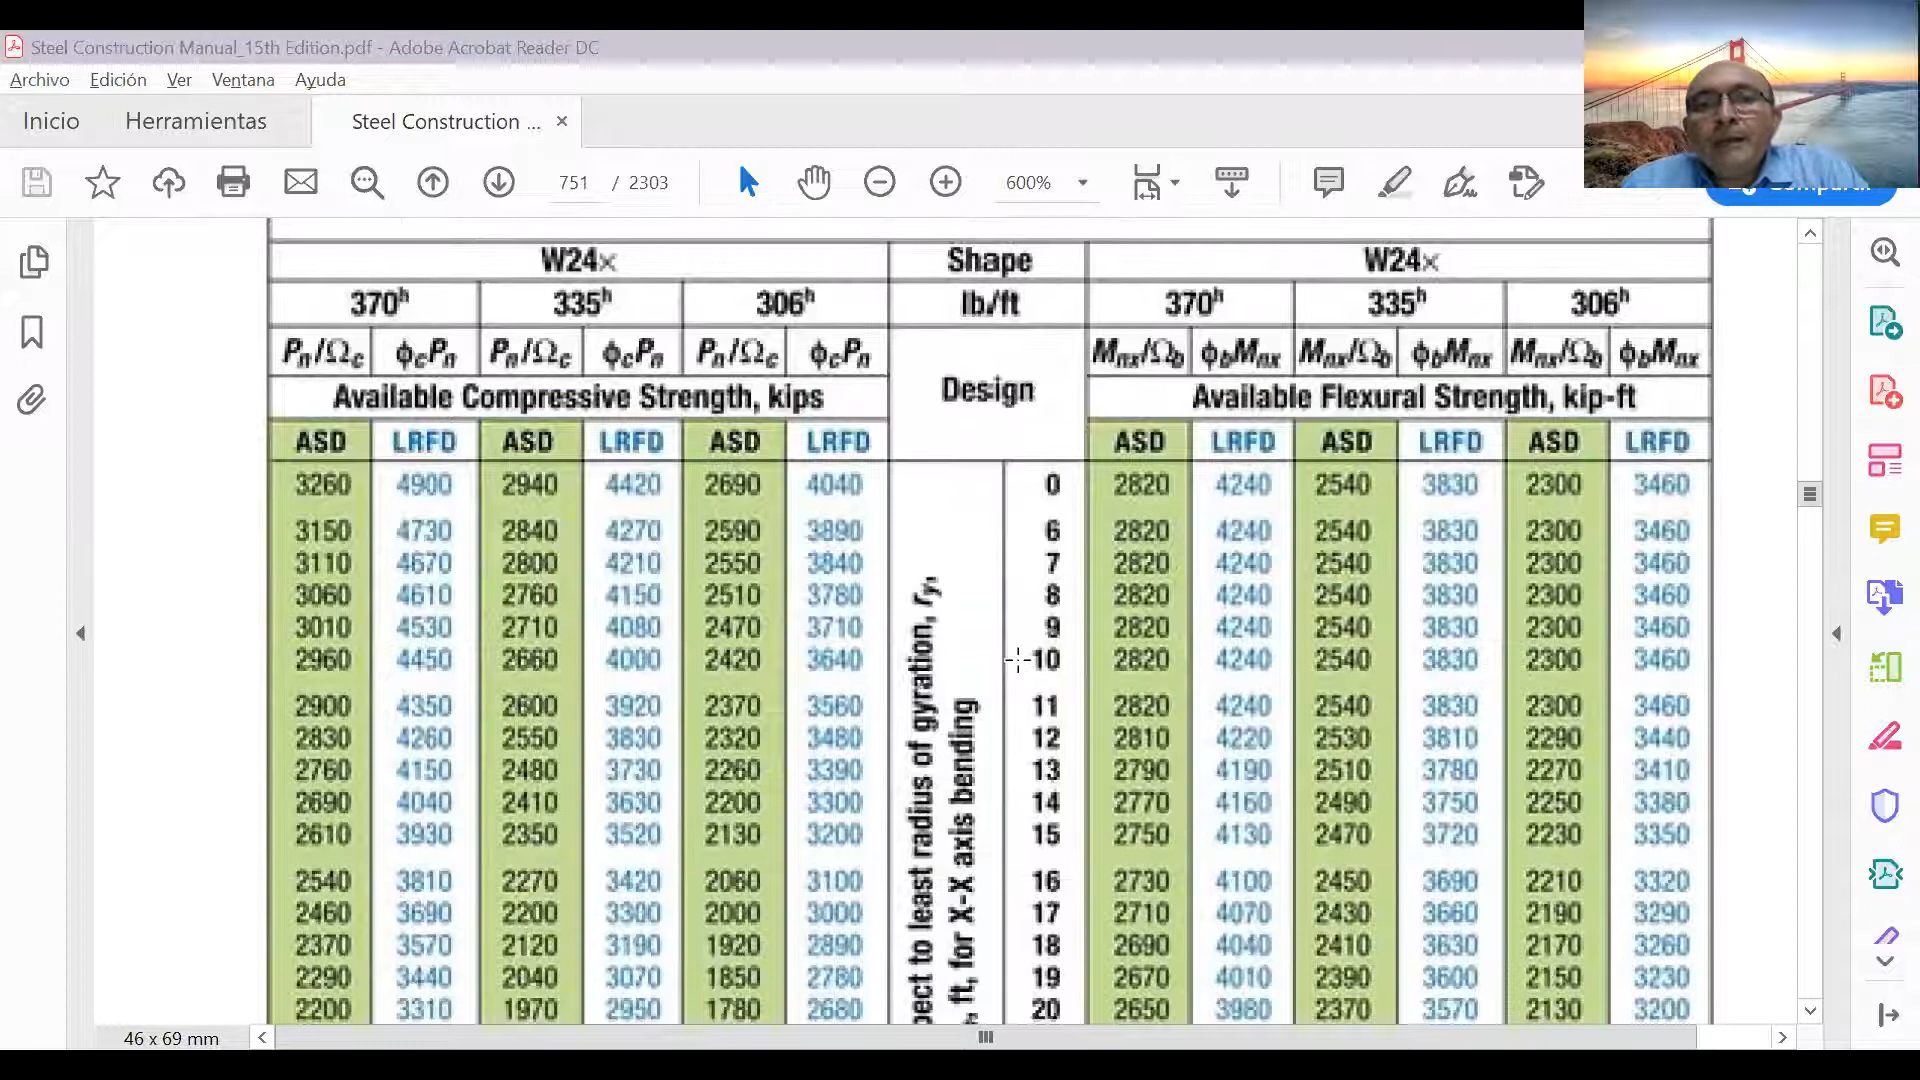 Steel Construction Manual_15th Edition.pdf - Adobe Acrobat Reader DC
Archivo Edición Ver Ventana Ayuda
Inicio Herramientas Steel Construction ... ×
751 / 2303 600%
W24× Shape W24×
370ʰ 335ʰ 306ʰ lb/ft 370ʰ 335ʰ 306ʰ
Pn/Ωc ϕcPn Pn/Ωc ϕcPn Pn/Ωc ϕcPn Design Mnx/Ωb ϕbMnx Mnx/Ωb ϕbMnx Mnx/Ωb ϕbMnx
Available Compressive Strength, kips Available Flexural Strength, kip-ft
ASD LRFD ASD LRFD ASD LRFD ASD LRFD ASD LRFD ASD LRFD
3260 4900 2940 4420 2690 4040 0 2820 4240 2540 3830 2300 3460
3150 4730 2840 4270 2590 3890 6 2820 4240 2540 3830 2300 3460
3110 4670 2800 4210 2550 3840 7 2820 4240 2540 3830 2300 3460
3060 4610 2760 4150 2510 3780 8 2820 4240 2540 3830 2300 3460
3010 4530 2710 4080 2470 3710 9 2820 4240 2540 3830 2300 3460
2960 4450 2660 4000 2420 3640 10 2820 4240 2540 3830 2300 3460
2900 4350 2600 3920 2370 3560 11 2820 4240 2540 3830 2300 3460
2830 4260 2550 3830 2320 3480 12 2810 4220 2530 3810 2290 3440
2760 4150 2480 3730 2260 3390 13 2790 4190 2510 3780 2270 3410
2690 4040 2410 3630 2200 3300 14 2770 4160 2490 3750 2250 3380
2610 3930 2350 3520 2130 3200 15 2750 4130 2470 3720 2230 3350
2540 3810 2270 3420 2060 3100 16 2730 4100 2450 3690 2210 3320
2460 3690 2200 3300 2000 3000 17 2710 4070 2430 3660 2190 3290
2370 3570 2120 3190 1920 2890 18 2690 4040 2410 3630 2170 3260
2290 3440 2040 3070 1850 2780 19 2670 4010 2390 3600 2150 3230
2200 3310 1970 2950 1780 2680 20 2650 3980 2370 3570 2130 3200
pect to least radius of gyration, ry,
, ft, for X-X axis bending
46 x 69 mm